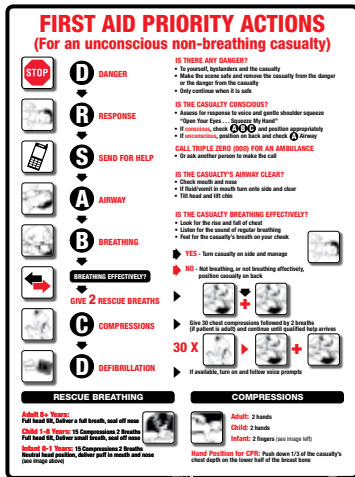 FIRST AID PRIORITY ACTIONS
(For an unconscious non-breathing casualty)
STOP
D DANGER
IS THERE ANY DANGER?
• To yourself, bystanders and the casualty
• Make the scene safe and remove the casualty from the danger
or the danger from the casualty
• Only continue when it is safe
R RESPONSE
IS THE CASUALTY CONSCIOUS?
• Assess for response to voice and gentle shoulder squeeze
"Open Your Eyes . . . Squeeze My Hand"
• If conscious, check A B C and position appropriately
• If unconscious, position on back and check A Airway
S SEND FOR HELP
CALL TRIPLE ZERO (000) FOR AN AMBULANCE
• Or ask another person to make the call
A AIRWAY
IS THE CASUALTY'S AIRWAY CLEAR?
• Check mouth and nose
• If fluid/vomit in mouth turn onto side and clear
• Tilt head and lift chin
B BREATHING
IS THE CASUALTY BREATHING EFFECTIVELY?
• Look for the rise and fall of chest
• Listen for the sound of regular breathing
• Feel for the casualty's breath on your cheek
BREATHING EFFECTIVELY?
YES - Turn casualty on side and manage
NO - Not breathing, or not breathing effectively,
position casualty on back
GIVE 2 RESCUE BREATHS
+
C COMPRESSIONS
Give 30 chest compressions followed by 2 breaths
(if patient is adult) and continue until qualified help arrives
30 X
+
D DEFIBRILLATION
If available, turn on and follow voice prompts
RESCUE BREATHING
Adult 8+ Years:
Full head tilt, Deliver a full breath, seal off nose
Child 1-8 Years: 15 Compressions 2 Breaths
Full head tilt, Deliver small breath, seal off nose
Infant 0-1 Years: 15 Compressions 2 Breaths
Neutral head position, deliver puff in mouth and nose
(see image above)
COMPRESSIONS
Adult: 2 hands
Child: 2 hands
Infant: 2 fingers (see image left)
Hand Position for CPR: Push down 1/3 of the casualty's
chest depth on the lower half of the breast bone